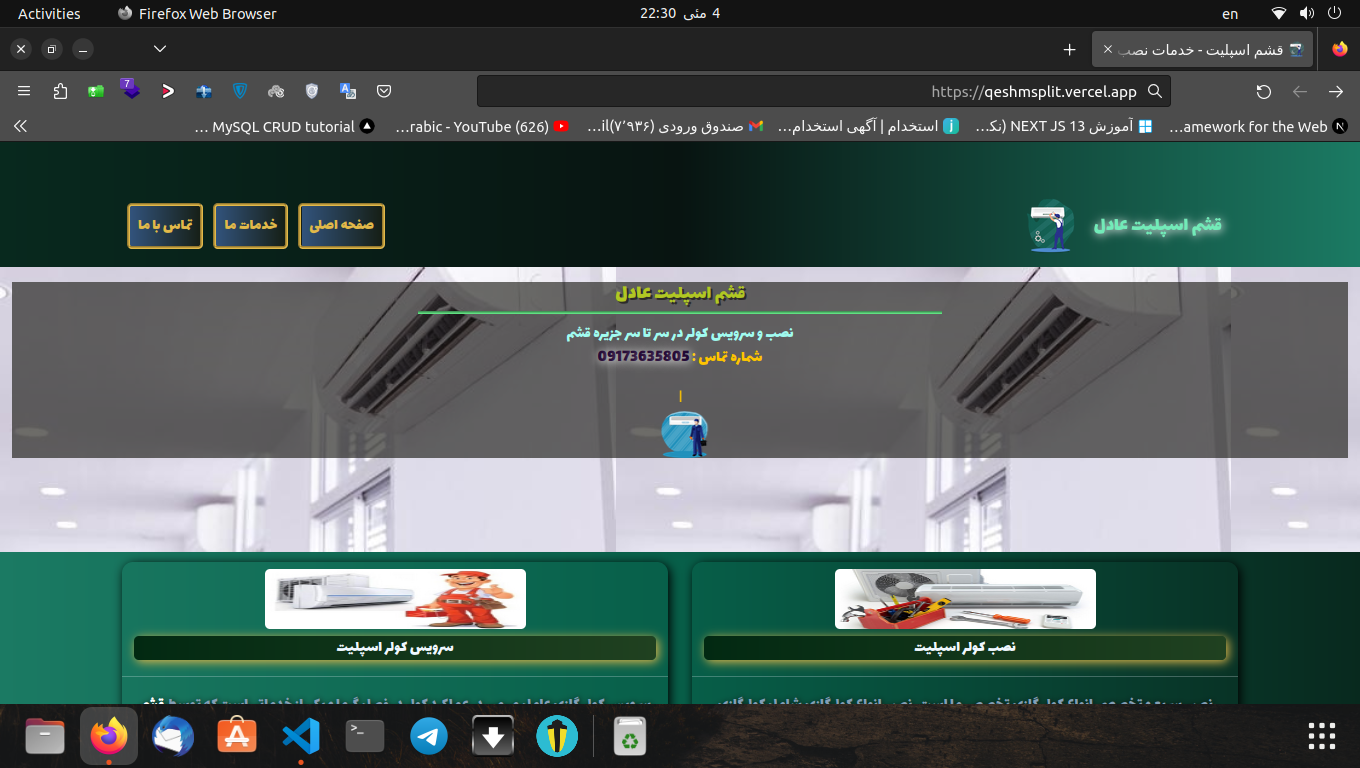 Activities
Firefox Web Browser
4 مئی 22:30
en
قشم اسپلیت - خدمات نصب
https://qeshmsplit.vercel.app
7
...amework for the Web
آموزش NEXT JS 13 (نک...
استخدام | آگهی استخدام...
صندوق ورودی (۷٬۹۳۶)il...
(626) rabic - YouTube...
MySQL CRUD tutorial ...
قشم اسپلیت عادل
صفحه اصلی
خدمات ما
تماس با ما
قشم اسپلیت عادل
نصب و سرویس کولر در سر تا سر جزیره قشم
شماره تماس : 09173635805
|
نصب کولر اسپلیت
سرویس کولر اسپلیت